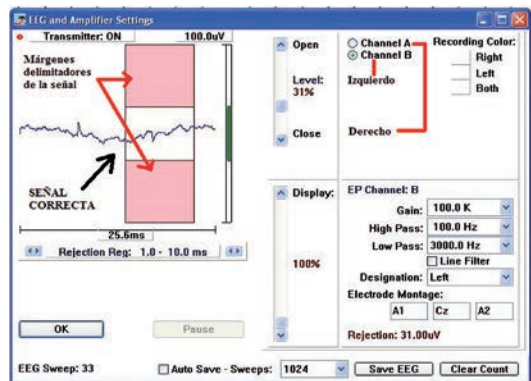 EEG and Amplifier Settings
Transmitter: ON
100.0uV
Márgenes
delimitadores
de la señal
SEÑAL
CORRECTA
25.6ms
Rejection Reg: 1.0 - 10.0 ms
OK
Pause
Open
Level:
31%
Close
Channel A
Channel B
Izquierdo
Derecho
Recording Color:
Right
Left
Both
Display:
100%
EP Channel: B
Gain: 100.0 K
High Pass: 100.0 Hz
Low Pass: 3000.0 Hz
Line Filter
Designation: Left
Electrode Montage:
A1 Cz A2
Rejection: 31.00uV
EEG Sweep: 33
Auto Save - Sweeps: 1024
Save EEG
Clear Count